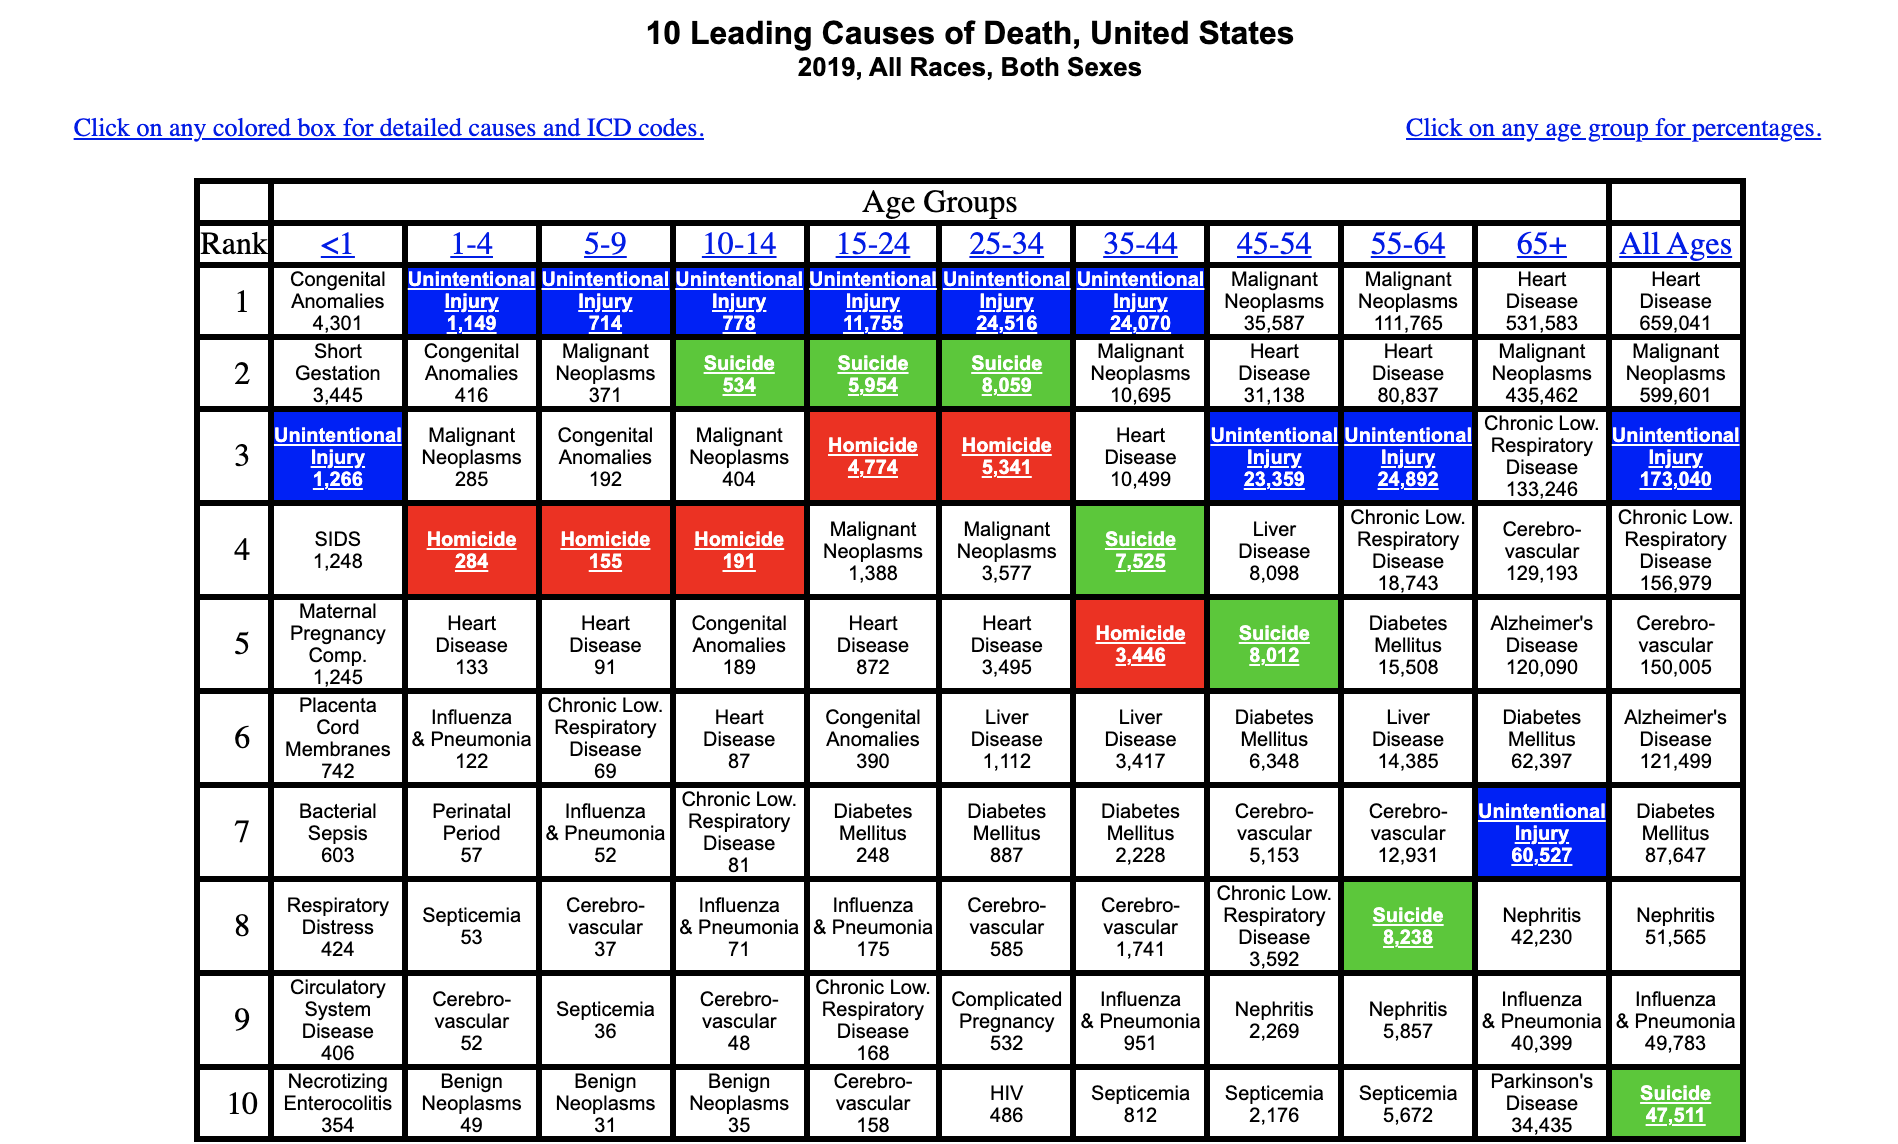 10 Leading Causes of Death, United States
2019, All Races, Both Sexes
Click on any colored box for detailed causes and ICD codes. Click on any age group for percentages.
Age Groups
Rank <1 1-4 5-9 10-14 15-24 25-34 35-44 45-54 55-64 65+ All Ages
1
Congenital
Anomalies
4,301
Unintentional
Injury
1,149
Unintentional
Injury
714
Unintentional
Injury
778
Unintentional
Injury
11,755
Unintentional
Injury
24,516
Unintentional
Injury
24,070
Malignant
Neoplasms
35,587
Malignant
Neoplasms
111,765
Heart
Disease
531,583
Heart
Disease
659,041
2
Short
Gestation
3,445
Congenital
Anomalies
416
Malignant
Neoplasms
371
Suicide
534
Suicide
5,954
Suicide
8,059
Malignant
Neoplasms
10,695
Heart
Disease
31,138
Heart
Disease
80,837
Malignant
Neoplasms
435,462
Malignant
Neoplasms
599,601
3
Unintentional
Injury
1,266
Malignant
Neoplasms
285
Congenital
Anomalies
192
Malignant
Neoplasms
404
Homicide
4,774
Homicide
5,341
Heart
Disease
10,499
Unintentional
Injury
23,359
Unintentional
Injury
24,892
Chronic Low.
Respiratory
Disease
133,246
Unintentional
Injury
173,040
4
SIDS
1,248
Homicide
284
Homicide
155
Homicide
191
Malignant
Neoplasms
1,388
Malignant
Neoplasms
3,577
Suicide
7,525
Liver
Disease
8,098
Chronic Low.
Respiratory
Disease
18,743
Cerebro-
vascular
129,193
Chronic Low.
Respiratory
Disease
156,979
5
Maternal
Pregnancy
Comp.
1,245
Heart
Disease
133
Heart
Disease
91
Congenital
Anomalies
189
Heart
Disease
872
Heart
Disease
3,495
Homicide
3,446
Suicide
8,012
Diabetes
Mellitus
15,508
Alzheimer's
Disease
120,090
Cerebro-
vascular
150,005
6
Placenta
Cord
Membranes
742
Influenza
& Pneumonia
122
Chronic Low.
Respiratory
Disease
69
Heart
Disease
87
Congenital
Anomalies
390
Liver
Disease
1,112
Liver
Disease
3,417
Diabetes
Mellitus
6,348
Liver
Disease
14,385
Diabetes
Mellitus
62,397
Alzheimer's
Disease
121,499
7
Bacterial
Sepsis
603
Perinatal
Period
57
Influenza
& Pneumonia
52
Chronic Low.
Respiratory
Disease
81
Diabetes
Mellitus
248
Diabetes
Mellitus
887
Diabetes
Mellitus
2,228
Cerebro-
vascular
5,153
Cerebro-
vascular
12,931
Unintentional
Injury
60,527
Diabetes
Mellitus
87,647
8
Respiratory
Distress
424
Septicemia
53
Cerebro-
vascular
37
Influenza
& Pneumonia
71
Influenza
& Pneumonia
175
Cerebro-
vascular
585
Cerebro-
vascular
1,741
Chronic Low.
Respiratory
Disease
3,592
Suicide
8,238
Nephritis
42,230
Nephritis
51,565
9
Circulatory
System
Disease
406
Cerebro-
vascular
52
Septicemia
36
Cerebro-
vascular
48
Chronic Low.
Respiratory
Disease
168
Complicated
Pregnancy
532
Influenza
& Pneumonia
951
Nephritis
2,269
Nephritis
5,857
Influenza
& Pneumonia
40,399
Influenza
& Pneumonia
49,783
10
Necrotizing
Enterocolitis
354
Benign
Neoplasms
49
Benign
Neoplasms
31
Benign
Neoplasms
35
Cerebro-
vascular
158
HIV
486
Septicemia
812
Septicemia
2,176
Septicemia
5,672
Parkinson's
Disease
34,435
Suicide
47,511